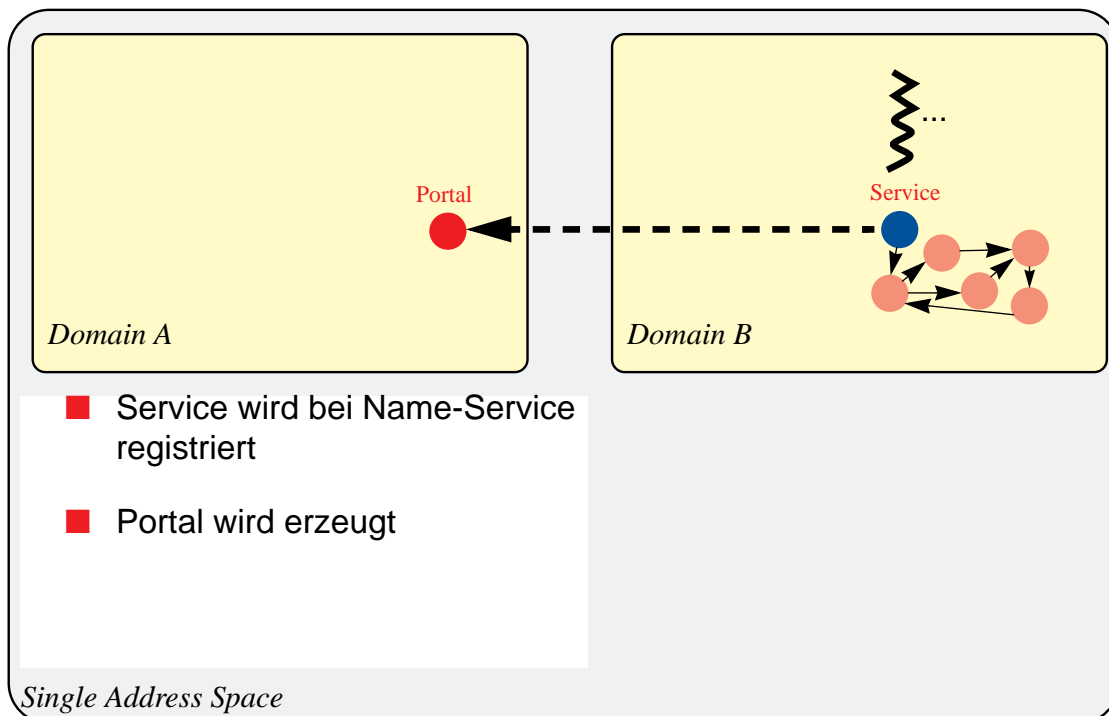 Portal
Domain A
...
Service
Domain B
Service wird bei Name-Service
registriert
Portal wird erzeugt
Single Address Space